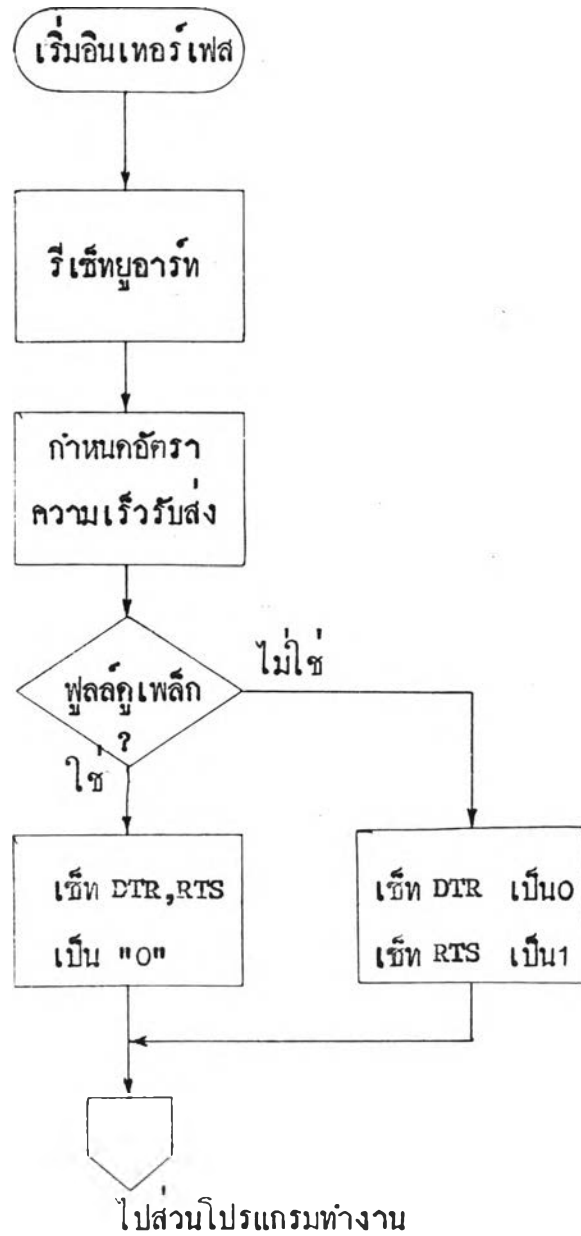 เริ่มอินเทอร์เฟส
รีเซ็ทยูอาร์ท
กำหนดอัตรา
ความเร็วรับส่ง
ฟูลล์ดูเพล็ก
?
ไม่ใช่
ใช่
เซ็ท DTR,RTS
เป็น "0"
เซ็ท DTR เป็น0
เซ็ท RTS เป็น1
ไปส่วนโปรแกรมทำงาน